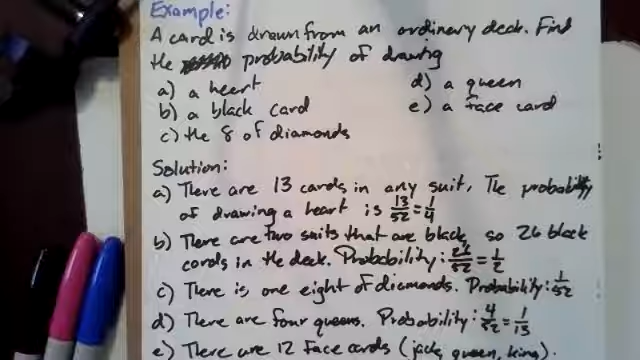 Example:
A card is drawn from an ordinary deck. Find
the probability of drawing
a) a heart
b) a black card
c) the 8 of diamonds
d) a queen
e) a face card
Solution:
a) There are 13 cards in any suit. The probability
of drawing a heart is 13/52 = 1/4
b) There are two suits that are black, so 26 black
cards in the deck. Probability: 26/52 = 1/2
c) There is one eight of diamonds. Probability: 1/52
d) There are four queens. Probability: 4/52 = 1/13
e) There are 12 face cards (jack, queen, king).